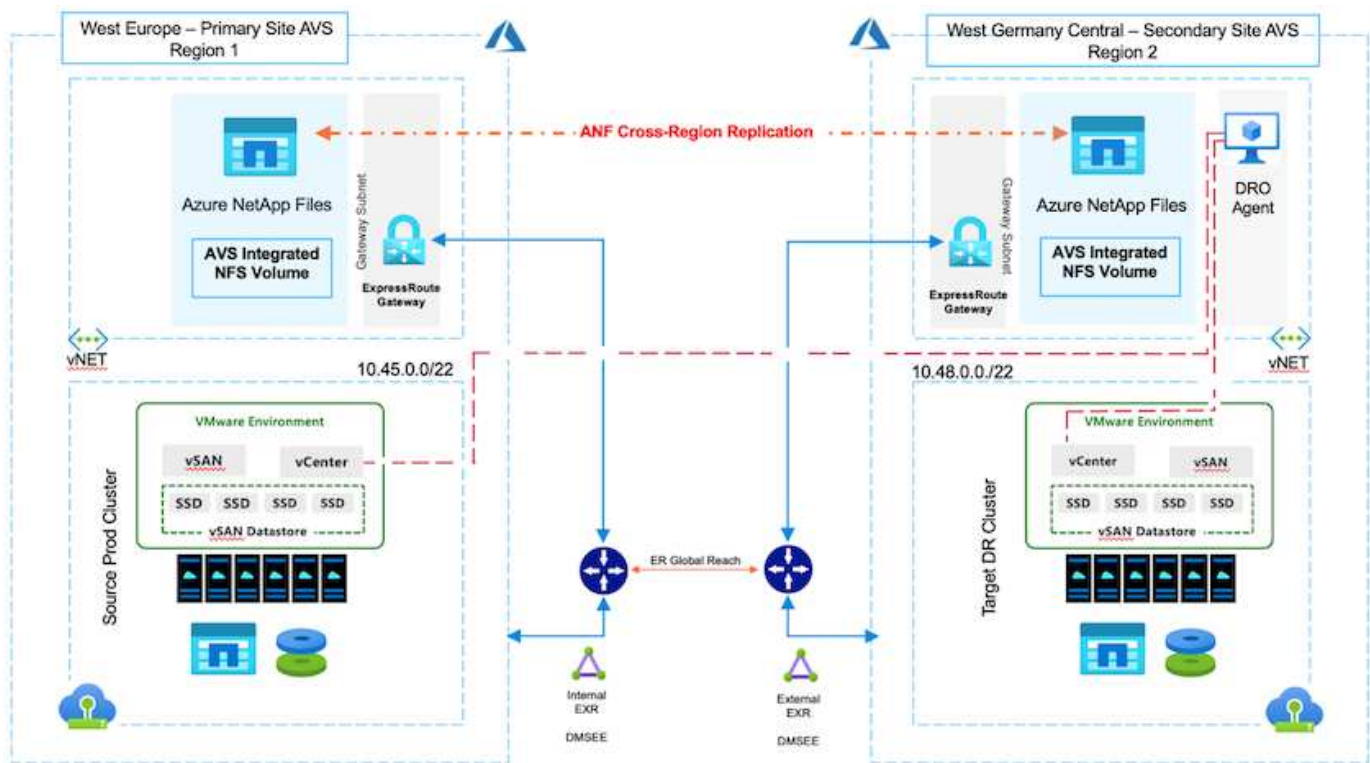 West Europe – Primary Site AVS
Region 1
West Germany Central – Secondary Site AVS
Region 2
ANF Cross-Region Replication
Azure NetApp Files
AVS Integrated
NFS Volume
Gateway Subnet
ExpressRoute
Gateway
Gateway Subnet
ExpressRoute
Gateway
Azure NetApp Files
AVS Integrated
NFS Volume
DRO
Agent
vNET
10.45.0.0/22
10.48.0.0./22
vNET
Source Prod Cluster
VMware Environment
vSAN
vCenter
SSD SSD SSD SSD
vSAN Datastore
ER Global Reach
Internal
EXR
DMSEE
External
EXR
DMSEE
Target DR Cluster
VMware Environment
vCenter
vSAN
SSD SSD SSD SSD
vSAN Datastore